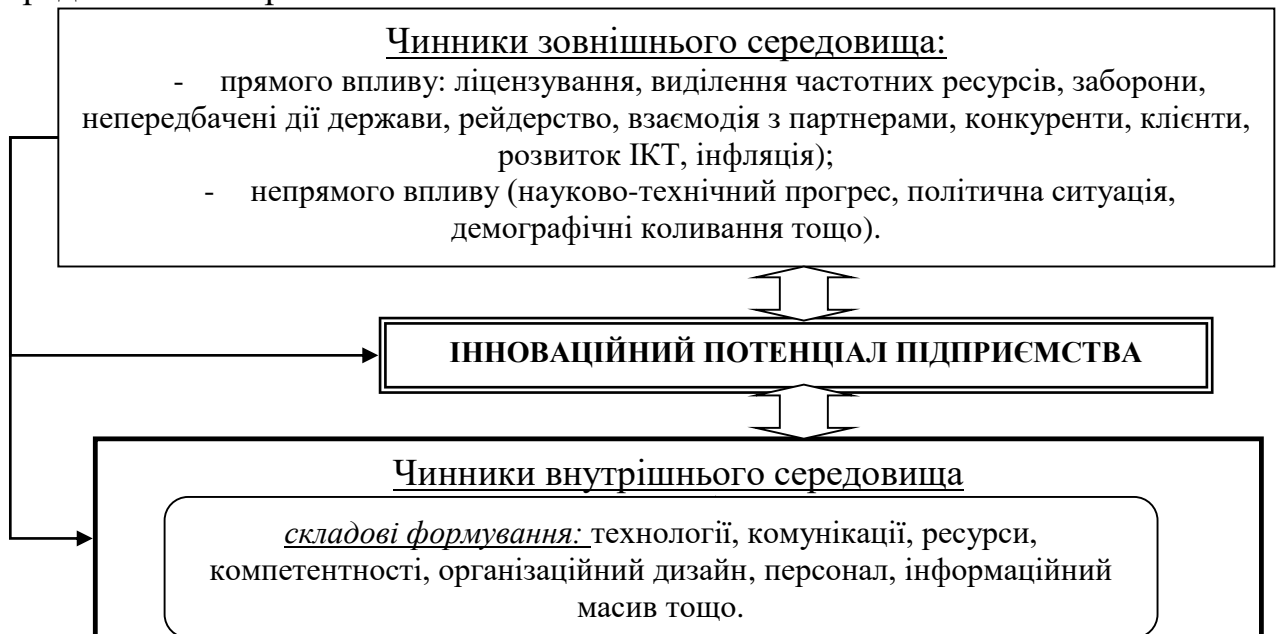 Чинники зовнішнього середовища:
- прямого впливу: ліцензування, виділення частотних ресурсів, заборони,
непередбачені дії держави, рейдерство, взаємодія з партнерами, конкуренти, клієнти,
розвиток ІКТ, інфляція);
- непрямого впливу (науково-технічний прогрес, політична ситуація,
демографічні коливання тощо).
ІННОВАЦІЙНИЙ ПОТЕНЦІАЛ ПІДПРИЄМСТВА
Чинники внутрішнього середовища
складові формування: технології, комунікації, ресурси,
компетентності, організаційний дизайн, персонал, інформаційний
масив тощо.